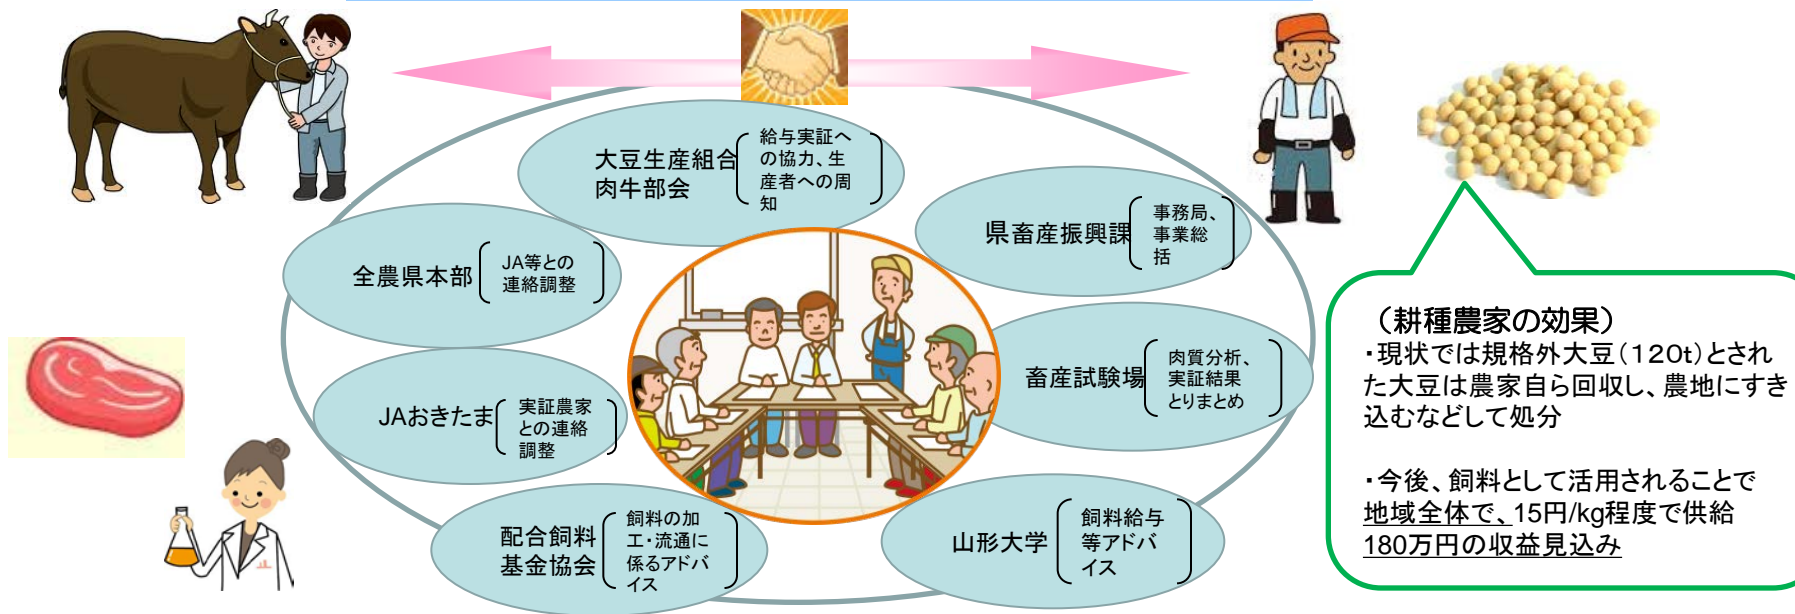 大豆生産組合
肉牛部会
給与実証へ
の協力、生
産者への周
知
県畜産振興課
事務局、
事業総
括
全農県本部
JA等との
連絡調整
畜産試験場
肉質分析、
実証結果
とりまとめ
JAおきたま
実証農家
との連絡
調整
配合飼料
基金協会
飼料の加
工・流通に
係るアドバ
イス
山形大学
飼料給与
等アドバ
イス
（耕種農家の効果）
・現状では規格外大豆（１２０t）とされ
た大豆は農家自ら回収し、農地にすき
込むなどして処分
・今後、飼料として活用されることで
地域全体で、15円/kg程度で供給
180万円の収益見込み